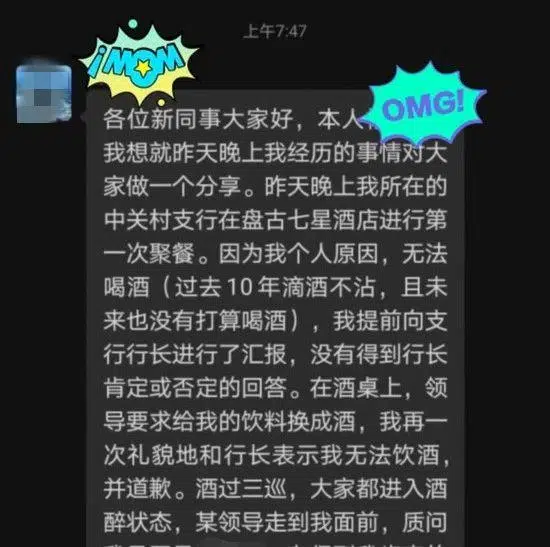 上午7:47
¡MOM
OMG!
各位新同事大家好，本人
我想就昨天晚上我经历的事情对大
家做一个分享。昨天晚上我所在的
中关村支行在盘古七星酒店进行第
一次聚餐。因为我个人原因，无法
喝酒（过去10年滴酒不沾，且未
来也没有打算喝酒），我提前向支
行行长进行了汇报，没有得到行长
肯定或否定的回答。在酒桌上，领
导要求给我的饮料换成酒，我再一
次礼貌地和行长表示我无法饮酒，
并道歉。酒过三巡，大家都进入酒
醉状态，某领导走到我面前，质问